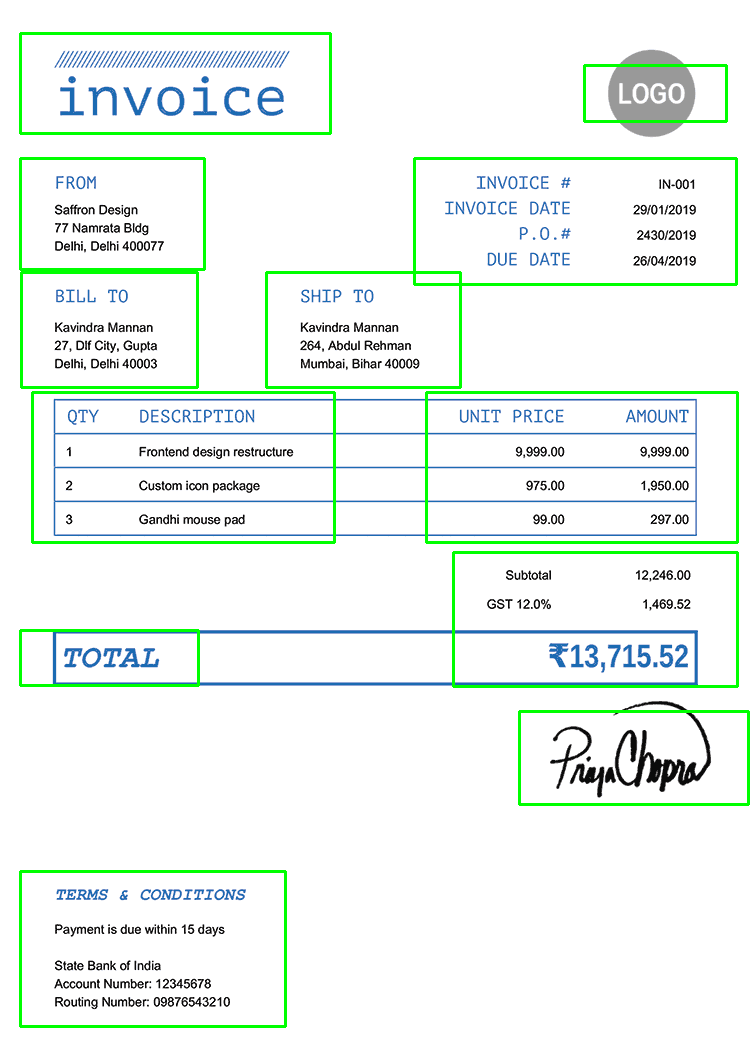 invoice
LOGO
FROM
Saffron Design
77 Namrata Bldg
Delhi, Delhi 400077
INVOICE # IN-001
INVOICE DATE 29/01/2019
P.O.# 2430/2019
DUE DATE 26/04/2019
BILL TO
Kavindra Mannan
27, Dlf City, Gupta
Delhi, Delhi 40003
SHIP TO
Kavindra Mannan
264, Abdul Rehman
Mumbai, Bihar 40009
QTY DESCRIPTION UNIT PRICE AMOUNT
1 Frontend design restructure 9,999.00 9,999.00
2 Custom icon package 975.00 1,950.00
3 Gandhi mouse pad 99.00 297.00
Subtotal 12,246.00
GST 12.0% 1,469.52
TOTAL ₹13,715.52
Priya Chopra
TERMS & CONDITIONS
Payment is due within 15 days
State Bank of India
Account Number: 12345678
Routing Number: 09876543210